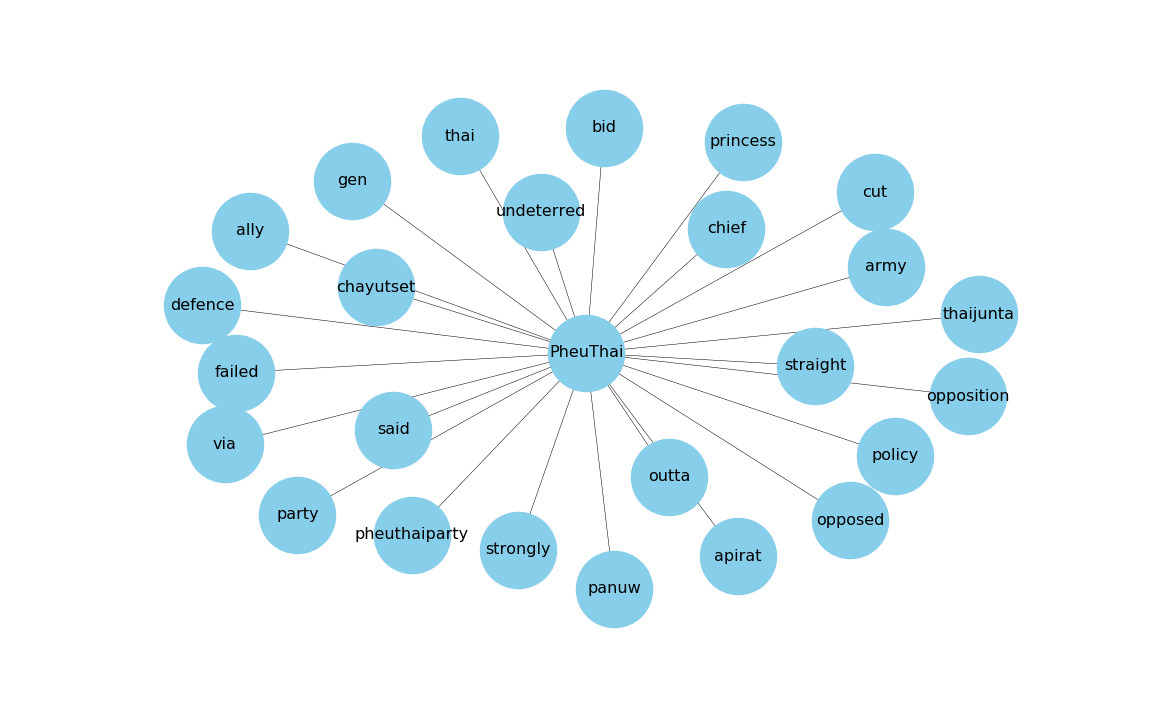 bid
thai
princess
gen
cut
undeterred
chief
ally
army
chayutset
defence
thaijunta
PheuThai
straight
failed
opposition
said
via
policy
outta
party
opposed
pheuthaiparty
strongly
apirat
panuw